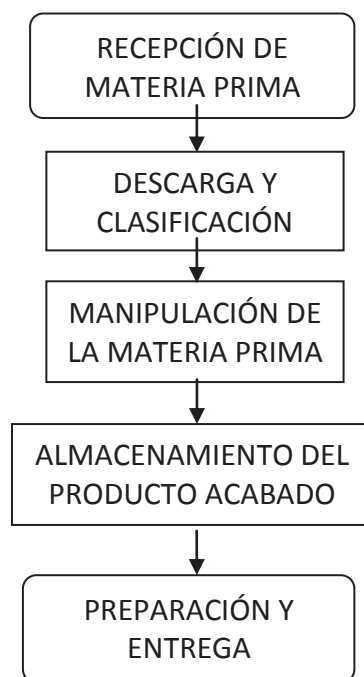 RECEPCIÓN DE
MATERIA PRIMA
DESCARGA Y
CLASIFICACIÓN
MANIPULACIÓN DE
LA MATERIA PRIMA
ALMACENAMIENTO DEL
PRODUCTO ACABADO
PREPARACIÓN Y
ENTREGA